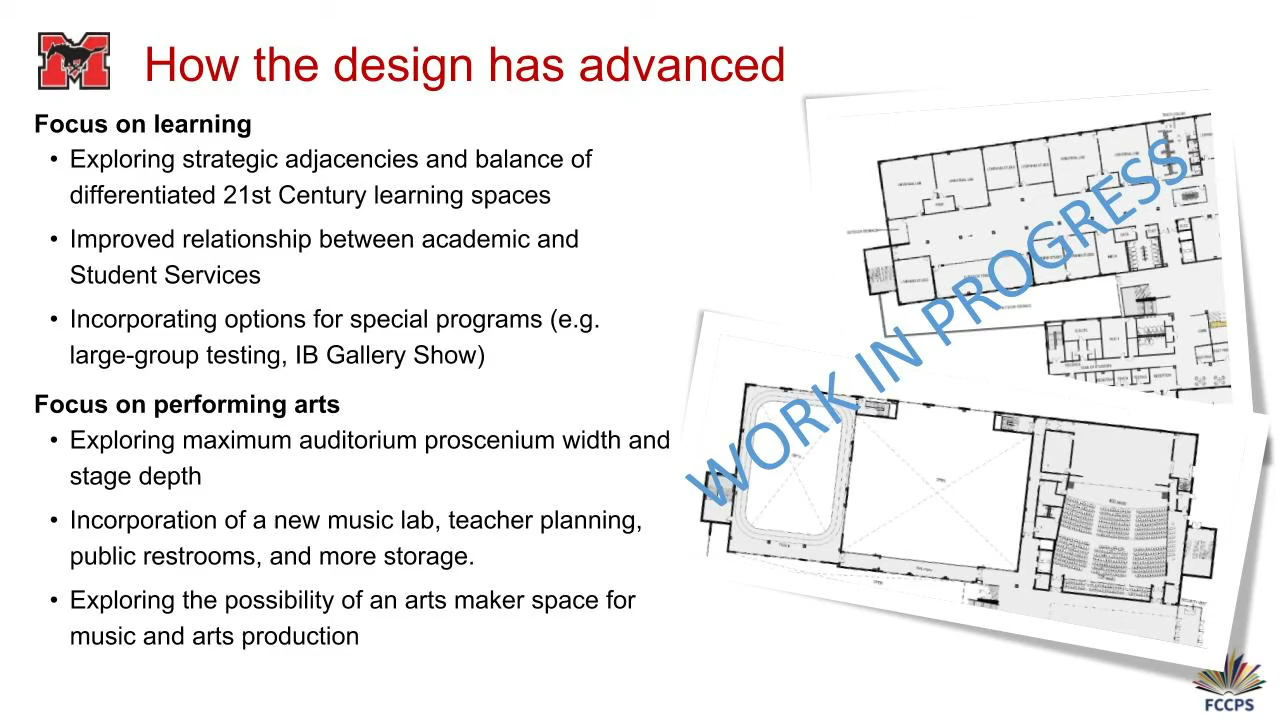 M
How the design has advanced
Focus on learning
• Exploring strategic adjacencies and balance of
differentiated 21st Century learning spaces
• Improved relationship between academic and
Student Services
• Incorporating options for special programs (e.g.
large-group testing, IB Gallery Show)
Focus on performing arts
• Exploring maximum auditorium proscenium width and
stage depth
• Incorporation of a new music lab, teacher planning,
public restrooms, and more storage.
• Exploring the possibility of an arts maker space for
music and arts production
WORK IN PROGRESS
OPEN
RECEPTION
FCCPS